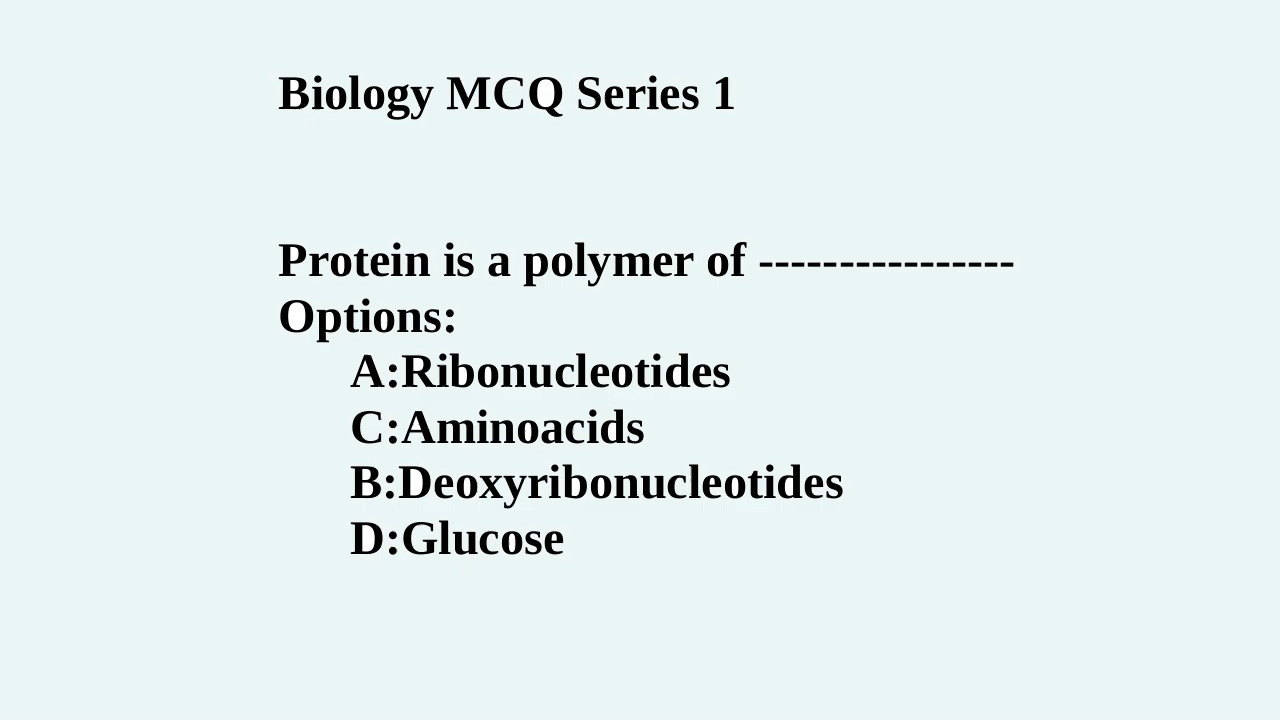 Biology MCQ Series 1
Protein is a polymer of ----------------
Options:
A:Ribonucleotides
C:Aminoacids
B:Deoxyribonucleotides
D:Glucose